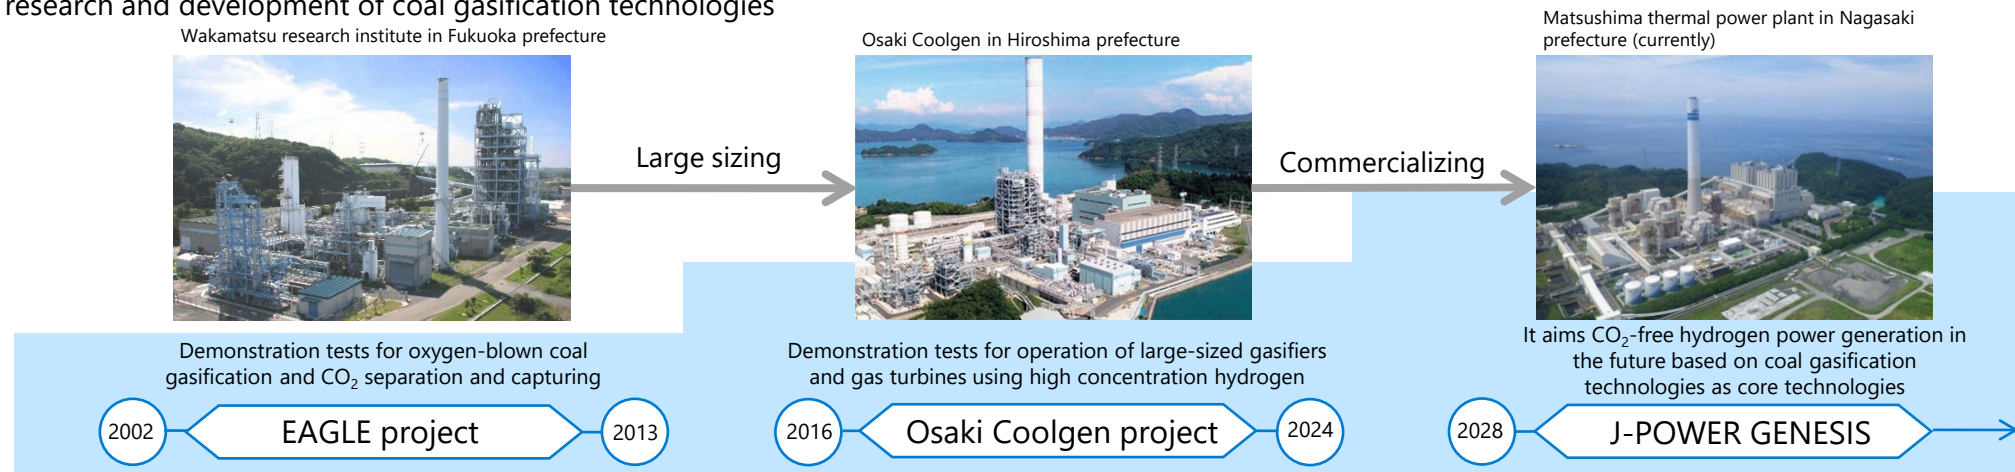 research and development of coal gasification technologies
Wakamatsu research institute in Fukuoka prefecture
Osaki Coolgen in Hiroshima prefecture
Matsushima thermal power plant in Nagasaki
prefecture (currently)
Large sizing
Commercializing
Demonstration tests for oxygen-blown coal
gasification and CO₂ separation and capturing
Demonstration tests for operation of large-sized gasifiers
and gas turbines using high concentration hydrogen
It aims CO₂-free hydrogen power generation in
the future based on coal gasification
technologies as core technologies
2002
EAGLE project
2013
2016
Osaki Coolgen project
2024
2028
J-POWER GENESIS